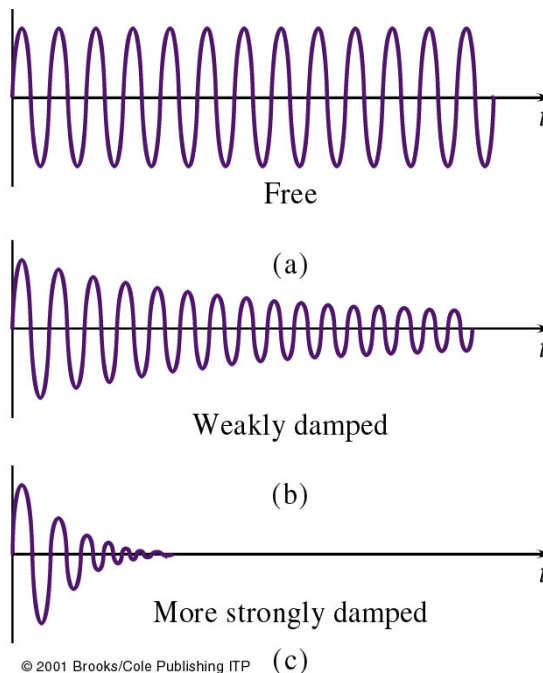 t
Free
(a)
t
Weakly damped
(b)
t
More strongly damped
© 2001 Brooks/Cole Publishing ITP (c)